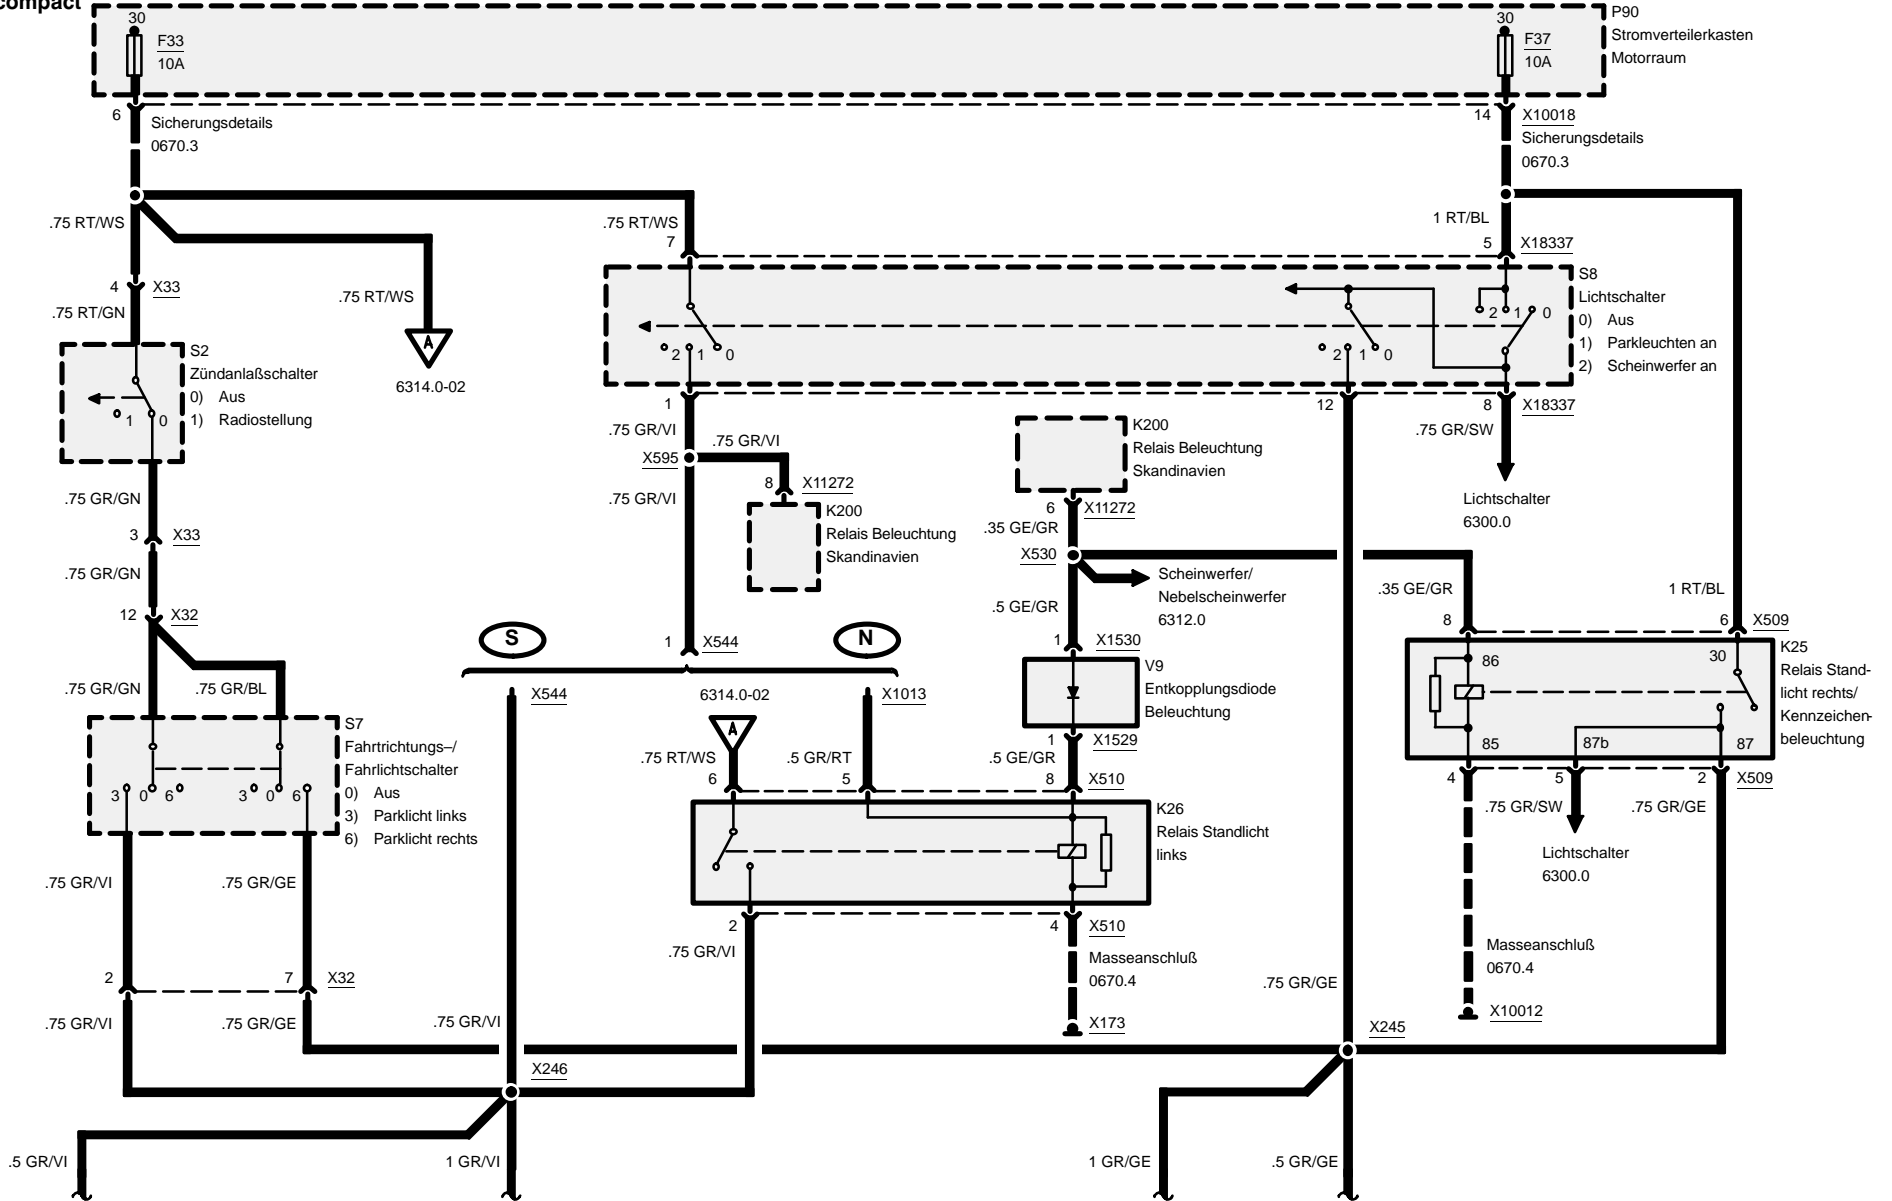 compact
30
F33
10A
30
F37
10A
P90
Stromverteilerkasten
Motorraum
6
Sicherungsdetails
0670.3
14
X10018
Sicherungsdetails
0670.3
.75 RT/WS
.75 RT/WS
7
1 RT/BL
5
X18337
4
X33
.75 RT/WS
.75 RT/GN
A
6314.0-02
S2
Zündanlaßschalter
0) Aus
1) Radiostellung
1
0
2
1
0
2
1
0
2
1
0
S8
Lichtschalter
0) Aus
1) Parkleuchten an
2) Scheinwerfer an
1
12
8
X18337
.75 GR/VI
.75 GR/VI
X595
8
X11272
.75 GR/VI
K200
Relais Beleuchtung
Skandinavien
K200
Relais Beleuchtung
Skandinavien
6
X11272
.35 GE/GR
X530
Scheinwerfer/
Nebelscheinwerfer
6312.0
.5 GE/GR
.75 GR/SW
Lichtschalter
6300.0
.75 GR/GN
3
X33
.75 GR/GN
12
X32
.75 GR/GN
.75 GR/BL
S
N
1
X544
X544
6314.0-02
A
X1013
1
X1530
V9
Entkopplungsdiode
Beleuchtung
1
X1529
.35 GE/GR
1 RT/BL
8
6
X509
86
30
85
87b
87
K25
Relais Stand-
licht rechts/
Kennzeichen-
beleuchtung
4
5
2
X509
.75 GR/SW
.75 GR/GE
Lichtschalter
6300.0
S7
Fahrtrichtungs–/
Fahrlichtschalter
0) Aus
3) Parklicht links
6) Parklicht rechts
3
0
6
3
0
6
.75 RT/WS
6
.5 GR/RT
5
.5 GE/GR
8
X510
K26
Relais Standlicht
links
2
4
X510
.75 GR/VI
Masseanschluß
0670.4
X173
Masseanschluß
0670.4
X10012
.75 GR/VI
.75 GR/GE
2
7
X32
.75 GR/VI
.75 GR/GE
.75 GR/VI
.75 GR/GE
X245
X246
.5 GR/VI
1 GR/VI
1 GR/GE
.5 GR/GE